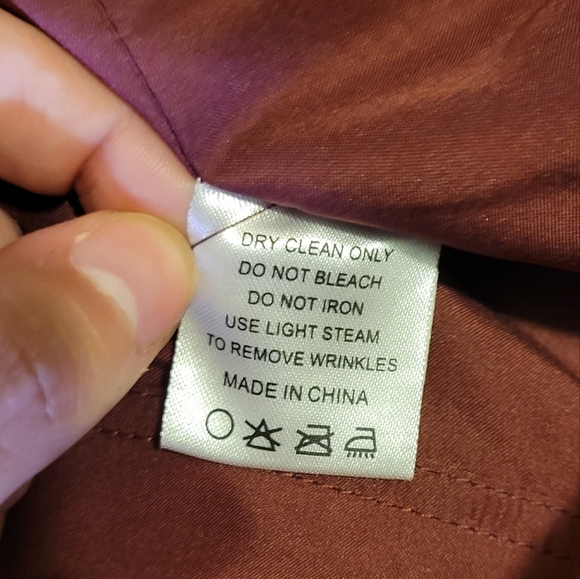 DRY CLEAN ONLY
DO NOT BLEACH
DO NOT IRON
USE LIGHT STEAM
TO REMOVE WRINKLES
MADE IN CHINA